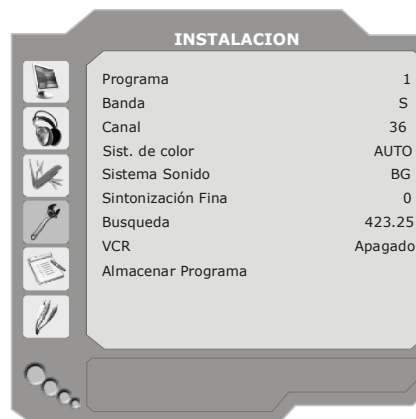 INSTALACION
Programa 1
Banda S
Canal 36
Sist. de color AUTO
Sistema Sonido BG
Sintonización Fina 0
Busqueda 423.25
VCR Apagado
Almacenar Programa